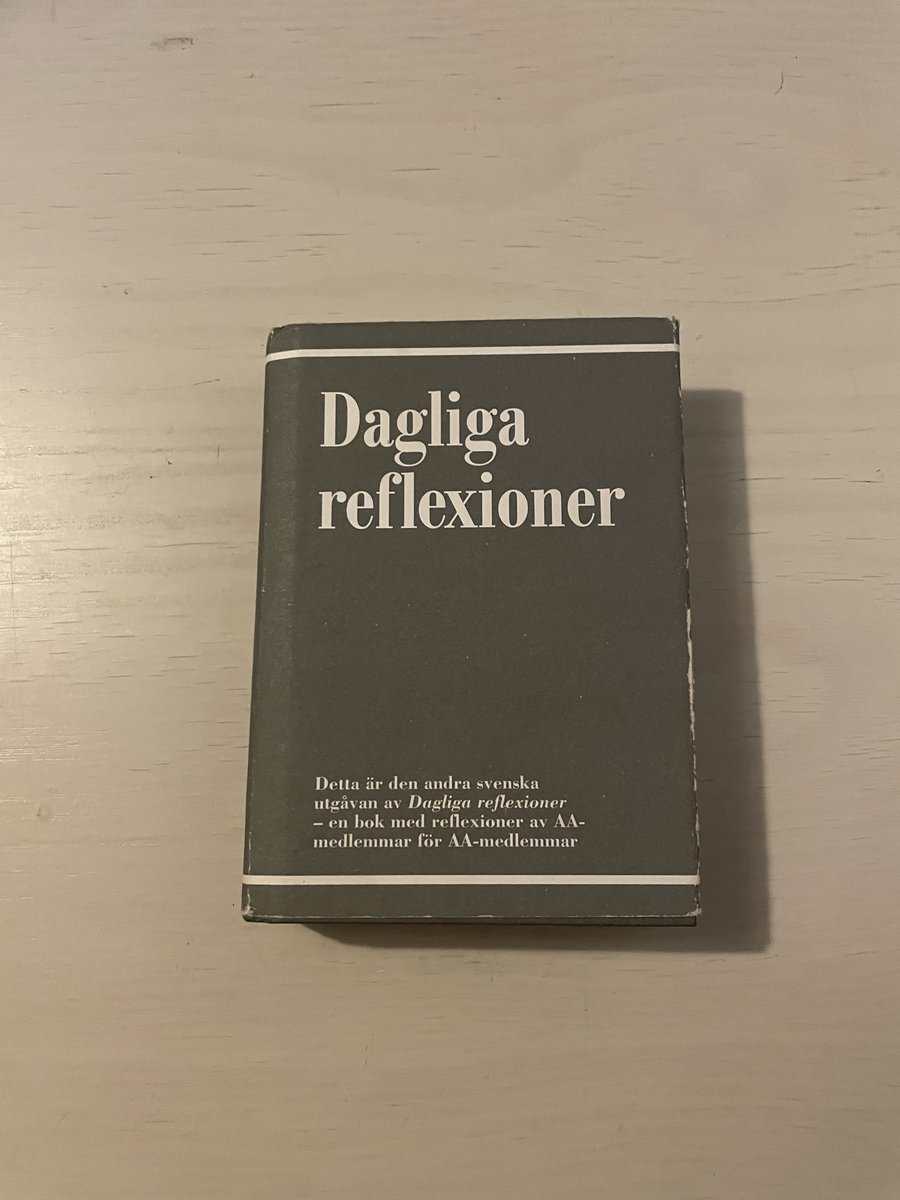 Dagliga
reflexioner
Detta är den andra svenska
utgåvan av Dagliga reflexioner
– en bok med reflexioner av AA-
medlemmar för AA-medlemmar